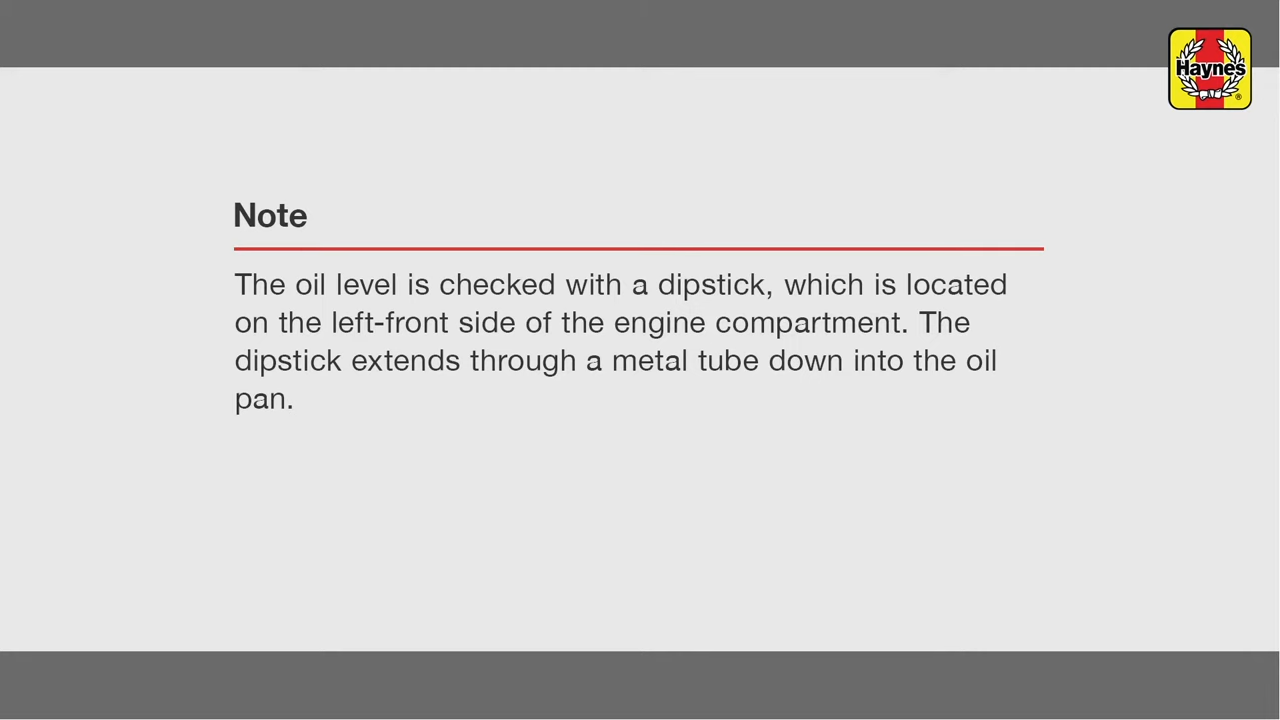 Haynes
Note
The oil level is checked with a dipstick, which is located
on the left-front side of the engine compartment. The
dipstick extends through a metal tube down into the oil
pan.